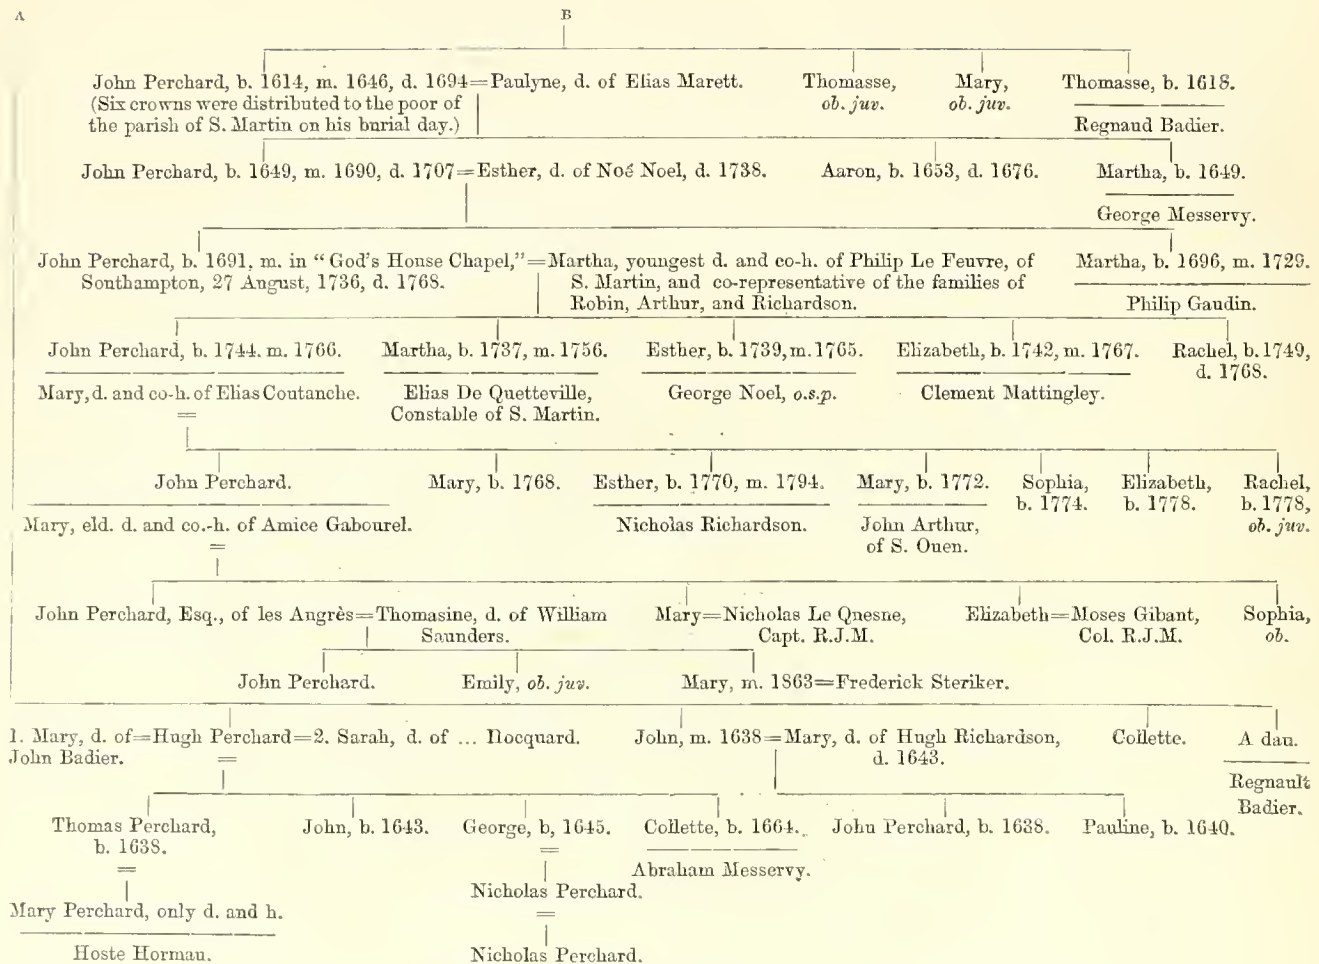 A B
John Perchard, b. 1614, m. 1646, d. 1694=Paulyne, d. of Elias Marett. Thomasse, Mary, Thomasse, b. 1618.
(Six crowns were distributed to the poor of ob. juv. ob. juv.
the parish of S. Martin on his burial day.) Regnaud Badier.
John Perchard, b. 1649, m. 1690, d. 1707=Esther, d. of Noé Noel, d. 1738. Aaron, b. 1653, d. 1676. Martha, b. 1649.
George Messervy.
John Perchard, b. 1691, m. in "God's House Chapel,"=Martha, youngest d. and co-h. of Philip Le Feuvre, of Martha, b. 1696, m. 1729.
Southampton, 27 August, 1736, d. 1768. S. Martin, and co-representative of the families of
Robin, Arthur, and Richardson. Philip Gaudin.
John Perchard, b. 1744. m. 1766. Martha, b. 1737, m. 1756. Esther, b. 1739, m. 1765. Elizabeth, b. 1742, m. 1767. Rachel, b. 1749,
d. 1768.
Mary, d. and co-h. of Elias Coutanche. Elias De Quetteville, George Noel, o.s.p. Clement Mattingley.
= Constable of S. Martin.
John Perchard. Mary, b. 1768. Esther, b. 1770, m. 1794. Mary, b. 1772. Sophia, Elizabeth, Rachel,
b. 1774. b. 1778. b. 1778,
Mary, eld. d. and co.-h. of Amice Gabourel. Nicholas Richardson. John Arthur, ob. juv.
= of S. Ouen.
John Perchard, Esq., of les Angrès=Thomasine, d. of William Mary=Nicholas Le Quesne, Elizabeth=Moses Gibaut, Sophia,
Saunders. Capt. R.J.M. Col. R.J.M. ob.
John Perchard. Emily, ob. juv. Mary, m. 1863=Frederick Steriker.
1. Mary, d. of=Hugh Perchard=2. Sarah, d. of ... Nocquard. John, m. 1638=Mary, d. of Hugh Richardson, Collette. A dau.
John Badier. = d. 1643.
Regnault
Badier.
Thomas Perchard, John, b. 1643. George, b, 1645. Collette, b. 1664. John Perchard, b. 1638. Pauline, b. 1640.
b. 1638. =
= Abraham Messervy.
Nicholas Perchard.
Mary Perchard, only d. and h. =
Hoste Horman. Nicholas Perchard.